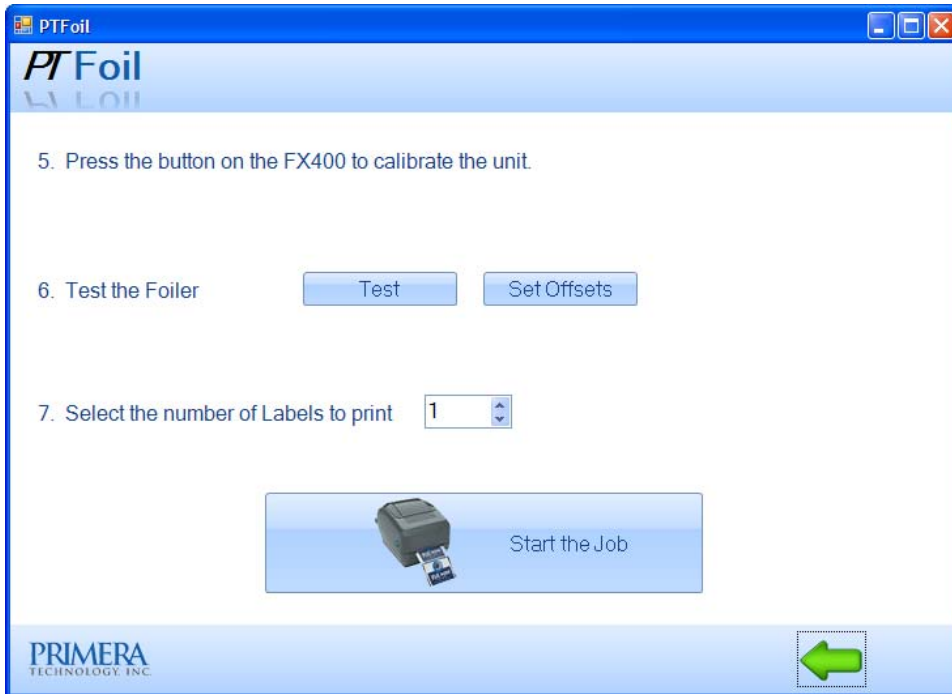 PTFoil
PT Foil
5. Press the button on the FX400 to calibrate the unit.
6. Test the Foiler
Test
Set Offsets
7. Select the number of Labels to print
1
Start the Job
PRIMERA
TECHNOLOGY, INC